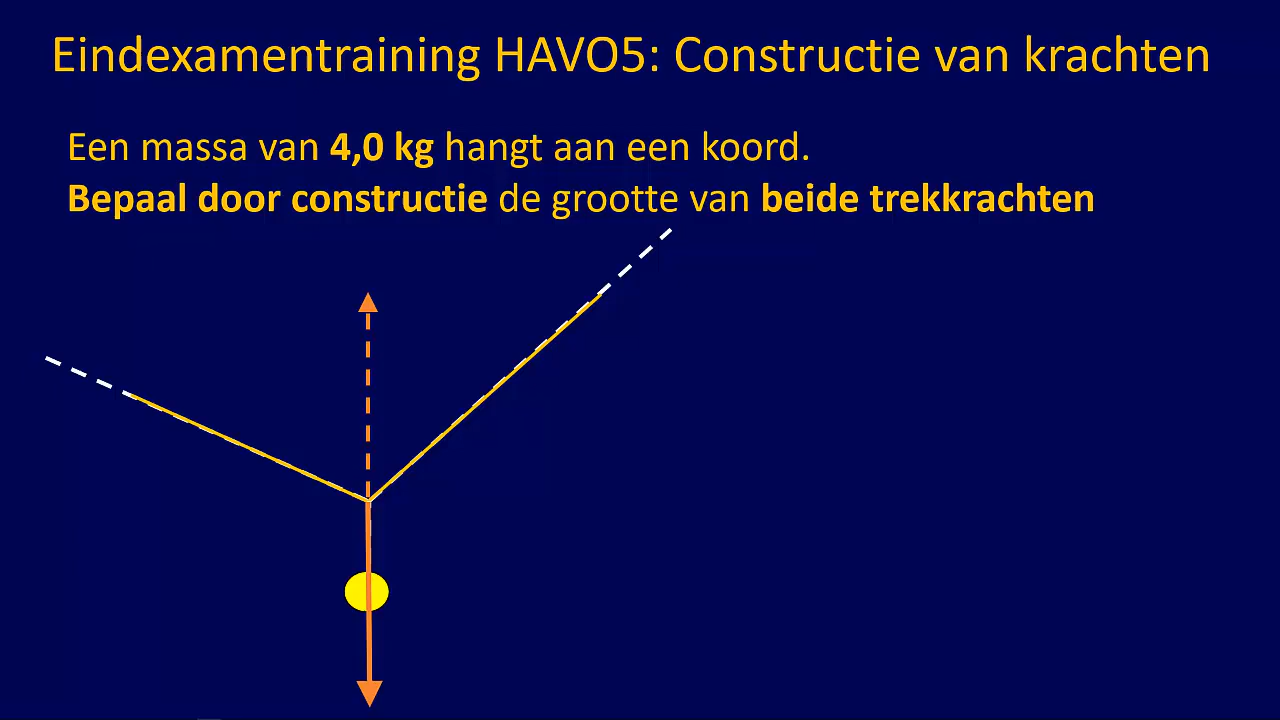 Eindexamentraining HAVO5: Constructie van krachten
Een massa van 4,0 kg hangt aan een koord.
Bepaal door constructie de grootte van beide trekkrachten